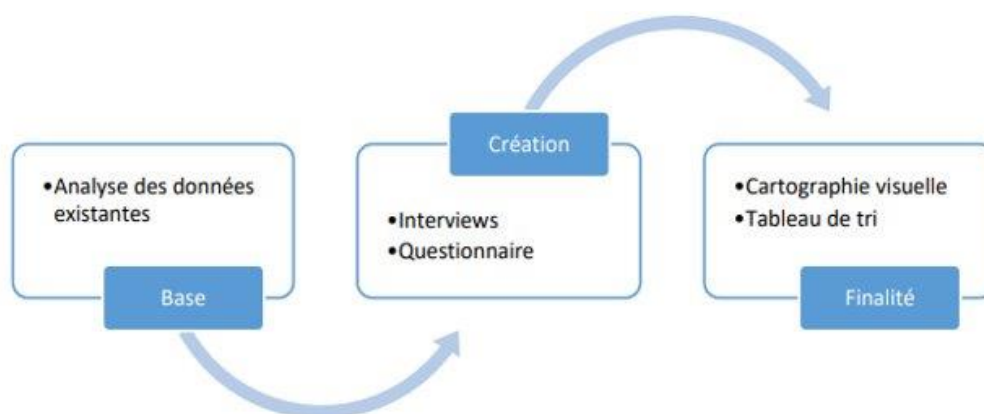 •Analyse des données
existantes
Base
Création
•Interviews
•Questionnaire
•Cartographie visuelle
•Tableau de tri
Finalité